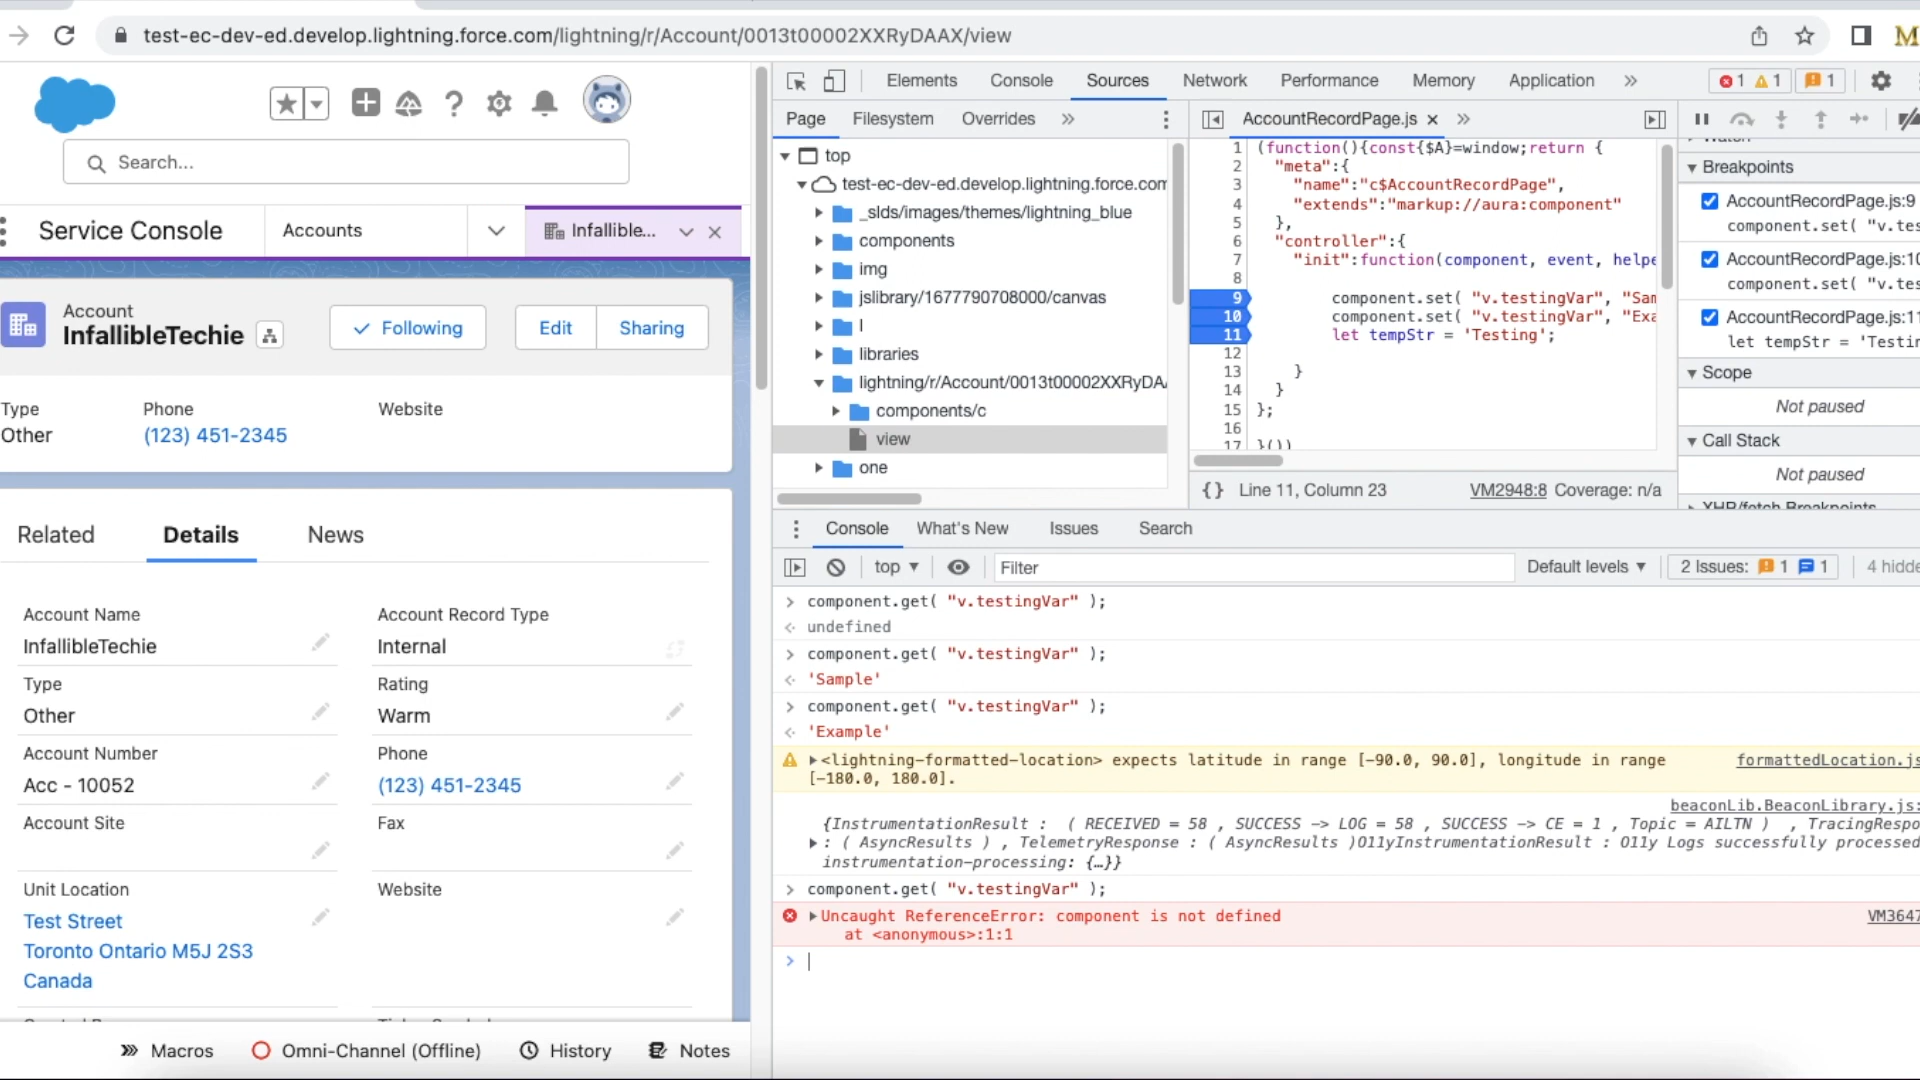 test-ec-dev-ed.develop.lightning.force.com/lightning/r/Account/0013t00002XXRyDAAX/view
Search...
Service Console
Accounts
Infallible...
Account
InfallibleTechie
Following
Edit
Sharing
Type
Phone
Website
Other
(123) 451-2345
Related
Details
News
Account Name
Account Record Type
InfallibleTechie
Internal
Type
Rating
Other
Warm
Account Number
Phone
Acc - 10052
(123) 451-2345
Account Site
Fax
Unit Location
Website
Test Street
Toronto Ontario M5J 2S3
Canada
Macros
Omni-Channel (Offline)
History
Notes
Elements
Console
Sources
Network
Performance
Memory
Application
1
1
1
Page
Filesystem
Overrides
top
test-ec-dev-ed.develop.lightning.force.com
_slds/images/themes/lightning_blue
components
img
jslibrary/1677790708000/canvas
l
libraries
lightning/r/Account/0013t00002XXRyDA
components/c
view
one
AccountRecordPage.js
1 (function(){const{$A}=window;return {
2 "meta":{
3 "name":"c$AccountRecordPage",
4 "extends":"markup://aura:component"
5 },
6 "controller":{
7 "init":function(component, event, helpe
8
9 component.set( "v.testingVar", "Sam
10 component.set( "v.testingVar", "Exa
11 let tempStr = 'Testing';
12
13 }
14 }
15 };
16
17 }())
{} Line 11, Column 23
VM2948:8
Coverage: n/a
Breakpoints
AccountRecordPage.js:9
component.set( "v.tes
AccountRecordPage.js:10
component.set( "v.tes
AccountRecordPage.js:11
let tempStr = 'Testin
Scope
Not paused
Call Stack
Not paused
XHR/fetch Breakpoints
Console
What's New
Issues
Search
top
Filter
Default levels
2 Issues:
1
1
4 hidde
component.get( "v.testingVar" );
undefined
component.get( "v.testingVar" );
'Sample'
component.get( "v.testingVar" );
'Example'
<lightning-formatted-location> expects latitude in range [-90.0, 90.0], longitude in range
formattedLocation.js
[-180.0, 180.0].
beaconLib.BeaconLibrary.js:
{InstrumentationResult : ( RECEIVED = 58 , SUCCESS -> LOG = 58 , SUCCESS -> CE = 1 , Topic = AILTN ) , TracingRespo
: ( AsyncResults ) , TelemetryResponse : ( AsyncResults )O11yInstrumentationResult : O11y Logs successfully processed
instrumentation-processing: {…}}
component.get( "v.testingVar" );
Uncaught ReferenceError: component is not defined
VM3647
at <anonymous>:1:1